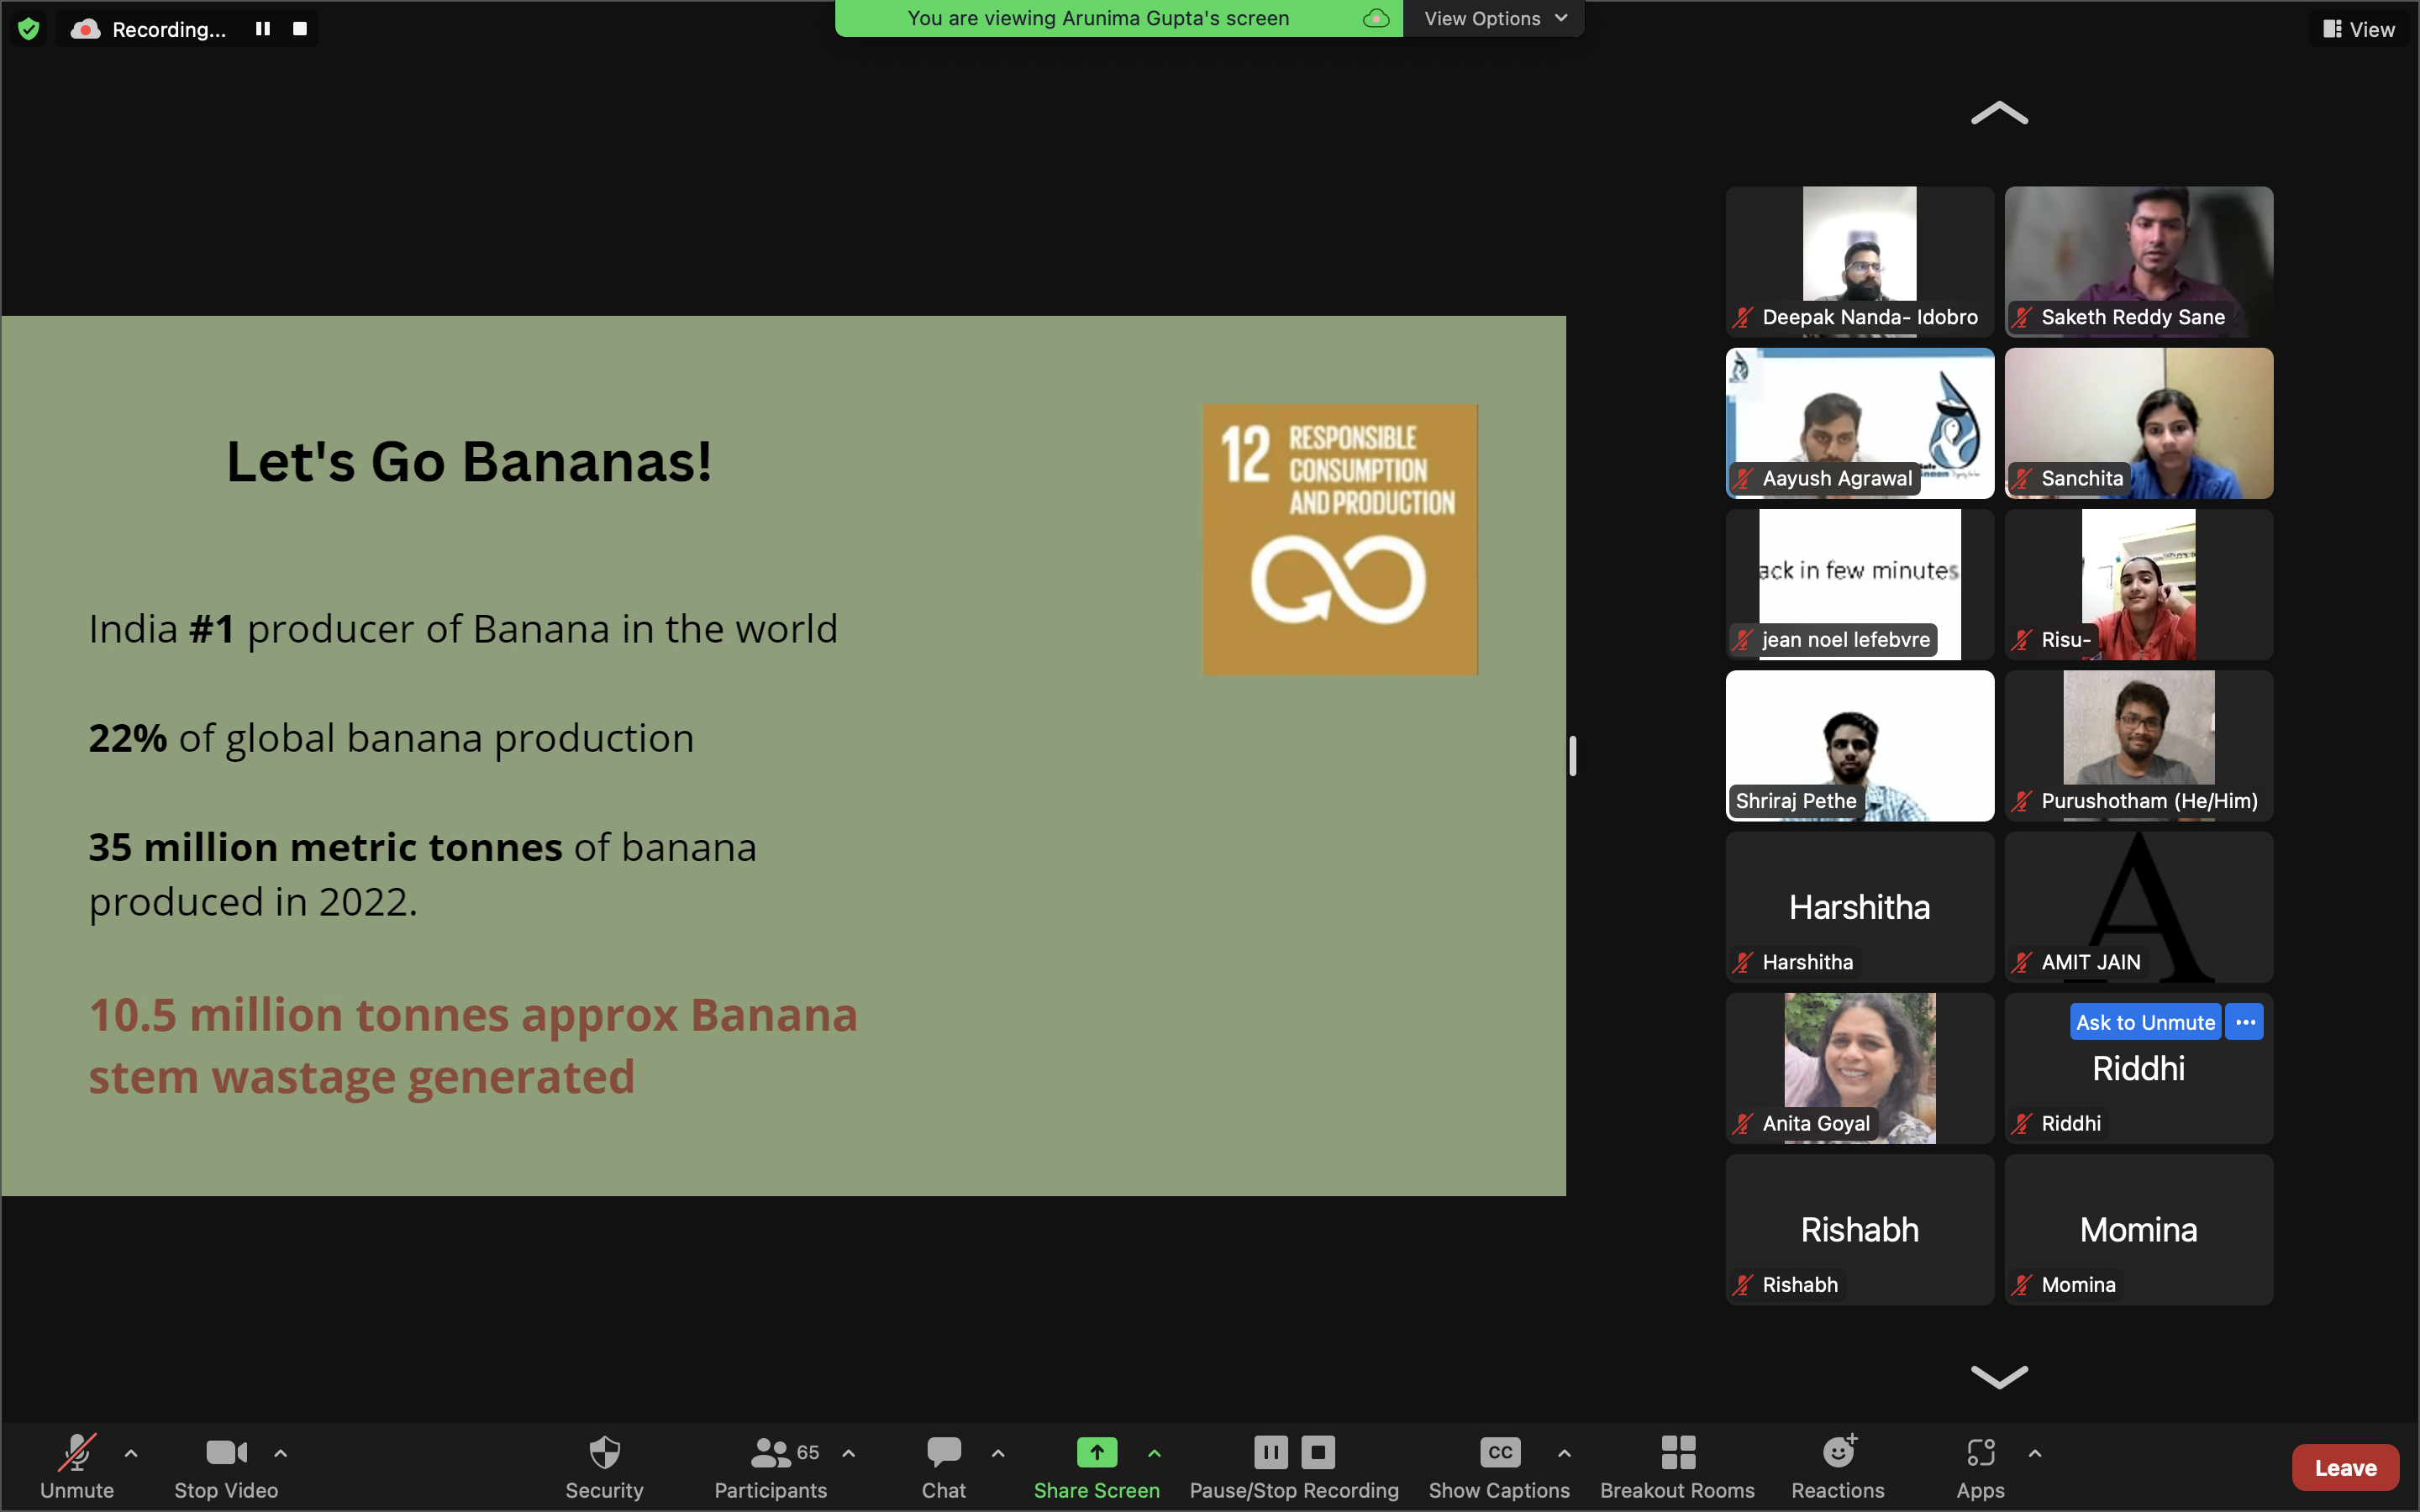 Recording...
You are viewing Arunima Gupta's screen
View Options
View
Let's Go Bananas!
12 RESPONSIBLE
CONSUMPTION
AND PRODUCTION
India #1 producer of Banana in the world
22% of global banana production
35 million metric tonnes of banana
produced in 2022.
10.5 million tonnes approx Banana
stem wastage generated
Deepak Nanda- Idobro
Saketh Reddy Sane
Aayush Agrawal
Sanchita
ack in few minutes
jean noel lefebvre
Risu-
Shriraj Pethe
Purushotham (He/Him)
Harshitha
Harshitha
A
AMIT JAIN
Anita Goyal
Ask to Unmute
Riddhi
Riddhi
Rishabh
Rishabh
Momina
Momina
Unmute
Stop Video
Security
65
Participants
Chat
Share Screen
Pause/Stop Recording
CC
Show Captions
Breakout Rooms
Reactions
Apps
Leave